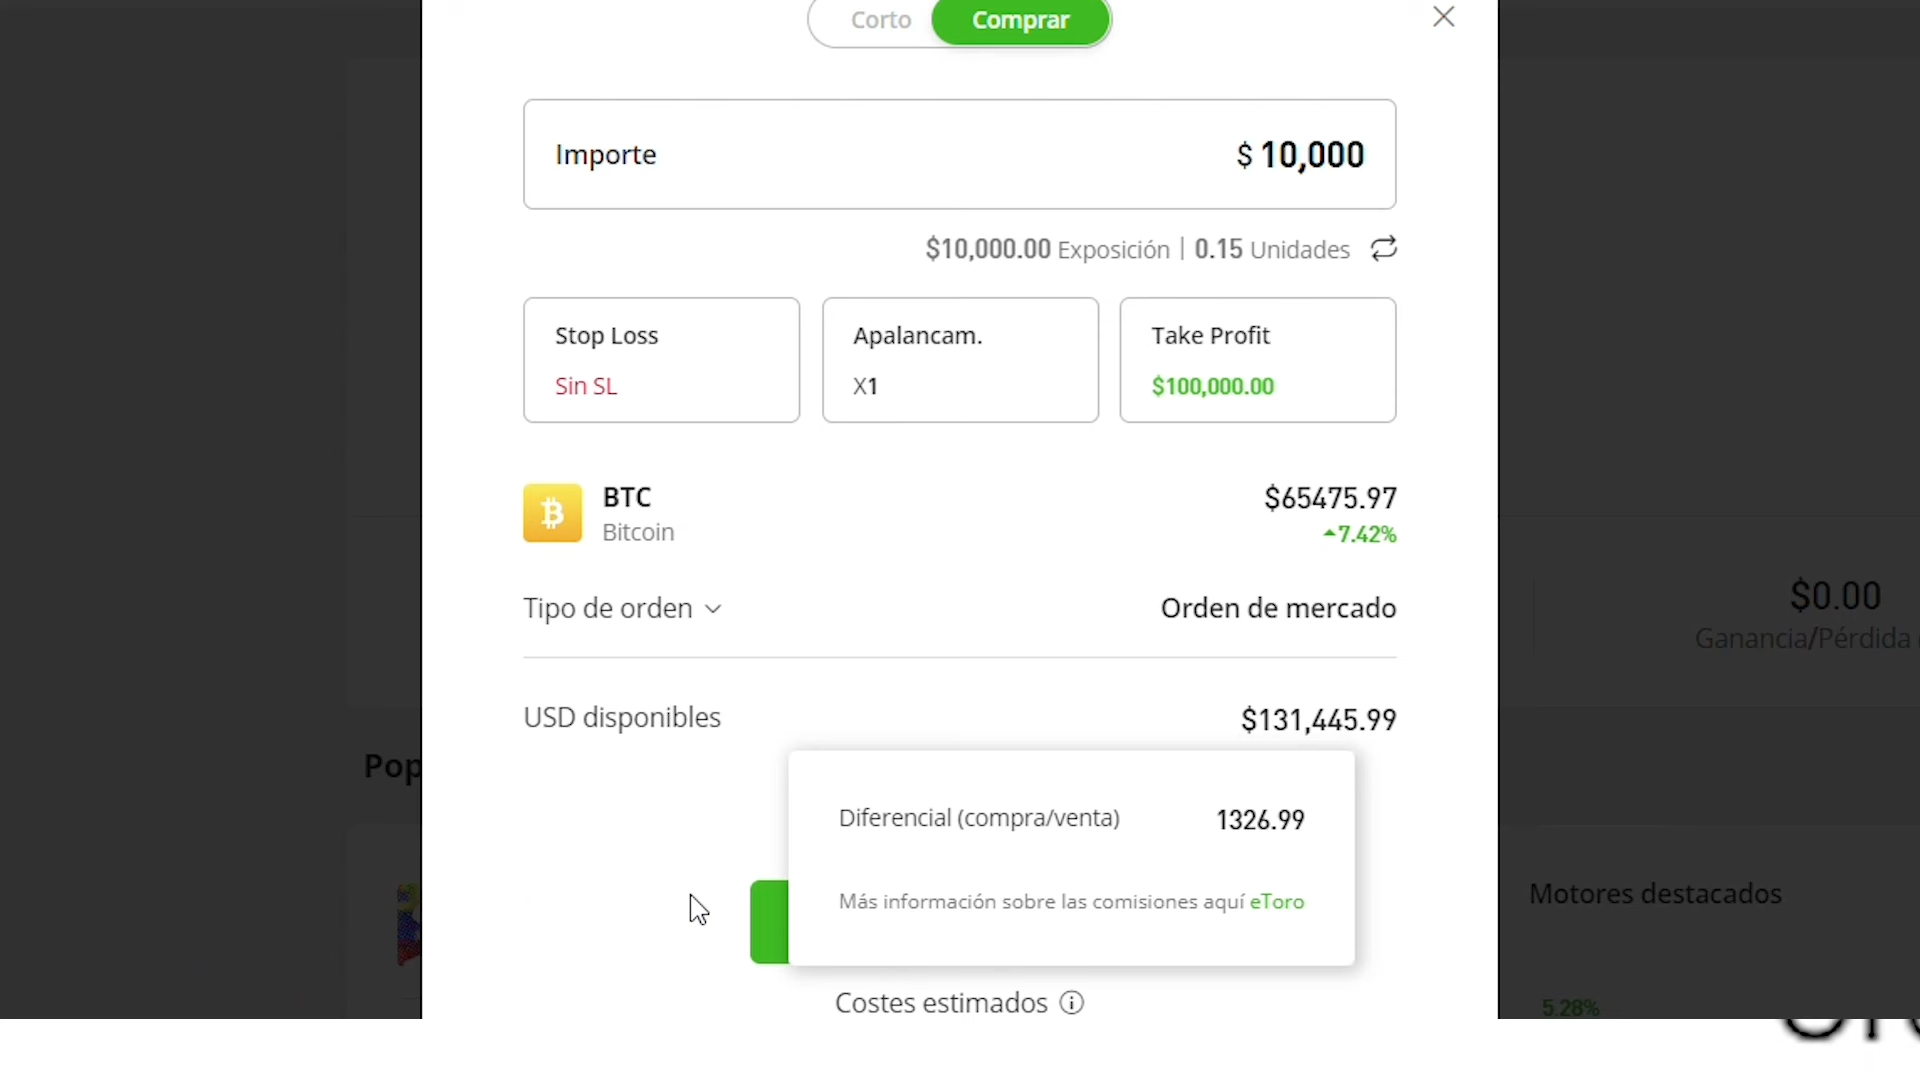 Corto Comprar
Importe $ 10,000
$10,000.00 Exposición | 0.15 Unidades
Stop Loss Apalancam. Take Profit
Sin SL X1 $100,000.00
BTC $65475.97
Bitcoin 7.42%
$0.00
Tipo de orden Orden de mercado
Ganancia/Pérdida
USD disponibles $131,445.99
Pop
Diferencial (compra/venta) 1326.99
Más información sobre las comisiones aquí eToro
Motores destacados
Costes estimados
5.28%